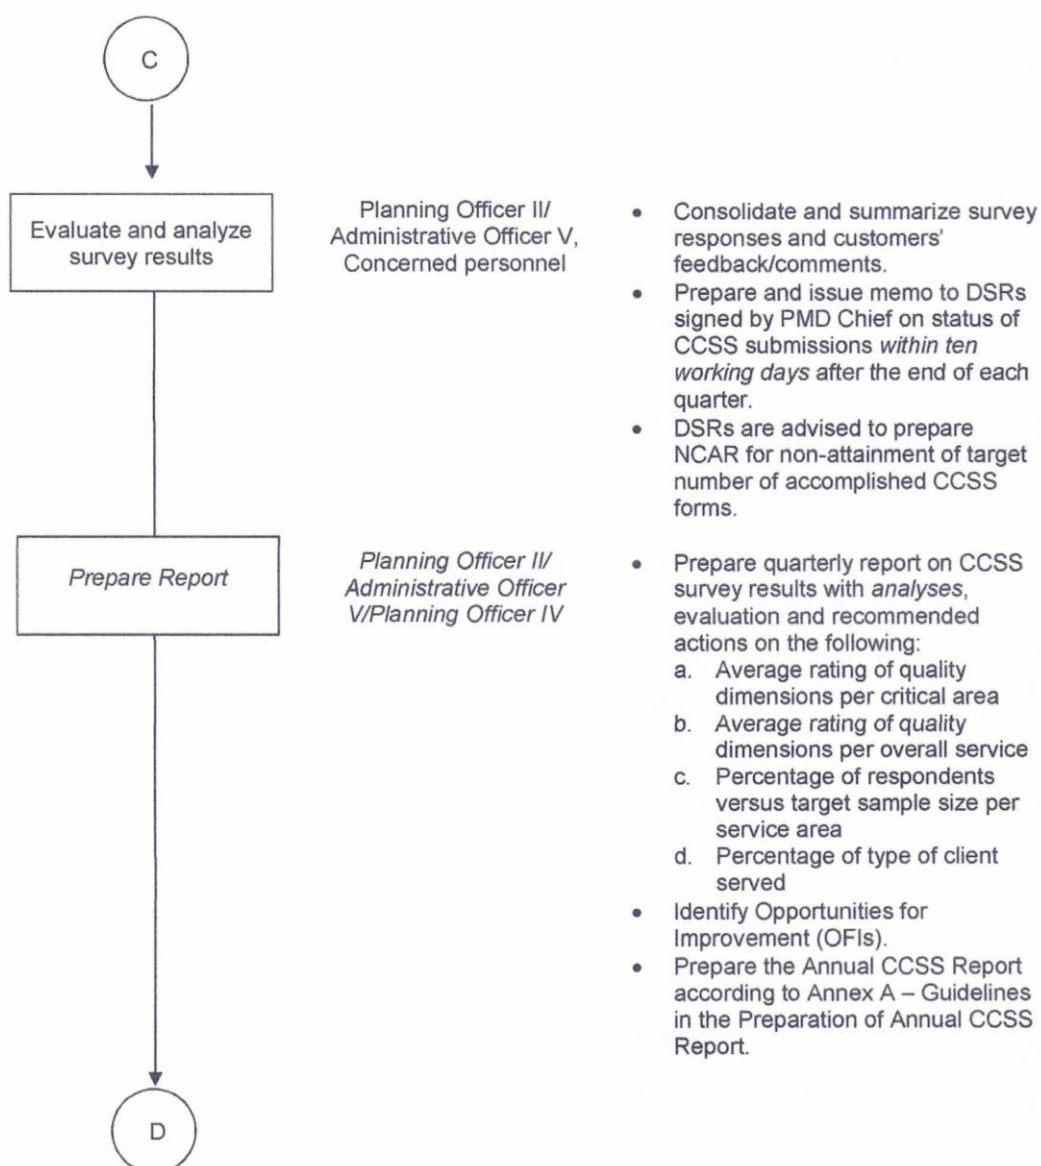 C
Evaluate and analyze
survey results
Planning Officer II/
Administrative Officer V,
Concerned personnel
• Consolidate and summarize survey
responses and customers'
feedback/comments.
• Prepare and issue memo to DSRs
signed by PMD Chief on status of
CCSS submissions within ten
working days after the end of each
quarter.
• DSRs are advised to prepare
NCAR for non-attainment of target
number of accomplished CCSS
forms.
Prepare Report
Planning Officer II/
Administrative Officer
V/Planning Officer IV
• Prepare quarterly report on CCSS
survey results with analyses,
evaluation and recommended
actions on the following:
a. Average rating of quality
dimensions per critical area
b. Average rating of quality
dimensions per overall service
c. Percentage of respondents
versus target sample size per
service area
d. Percentage of type of client
served
• Identify Opportunities for
Improvement (OFIs).
• Prepare the Annual CCSS Report
according to Annex A – Guidelines
in the Preparation of Annual CCSS
Report.
D